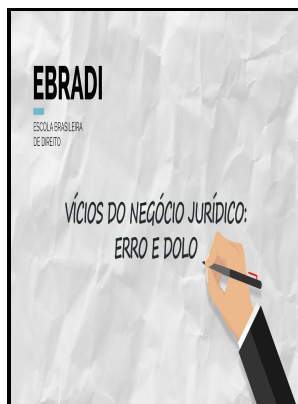 EBRADI
ESCOLA BRASILEIRA
DE DIREITO
VÍCIOS DO NEGÓCIO JURÍDICO:
ERRO E DOLO